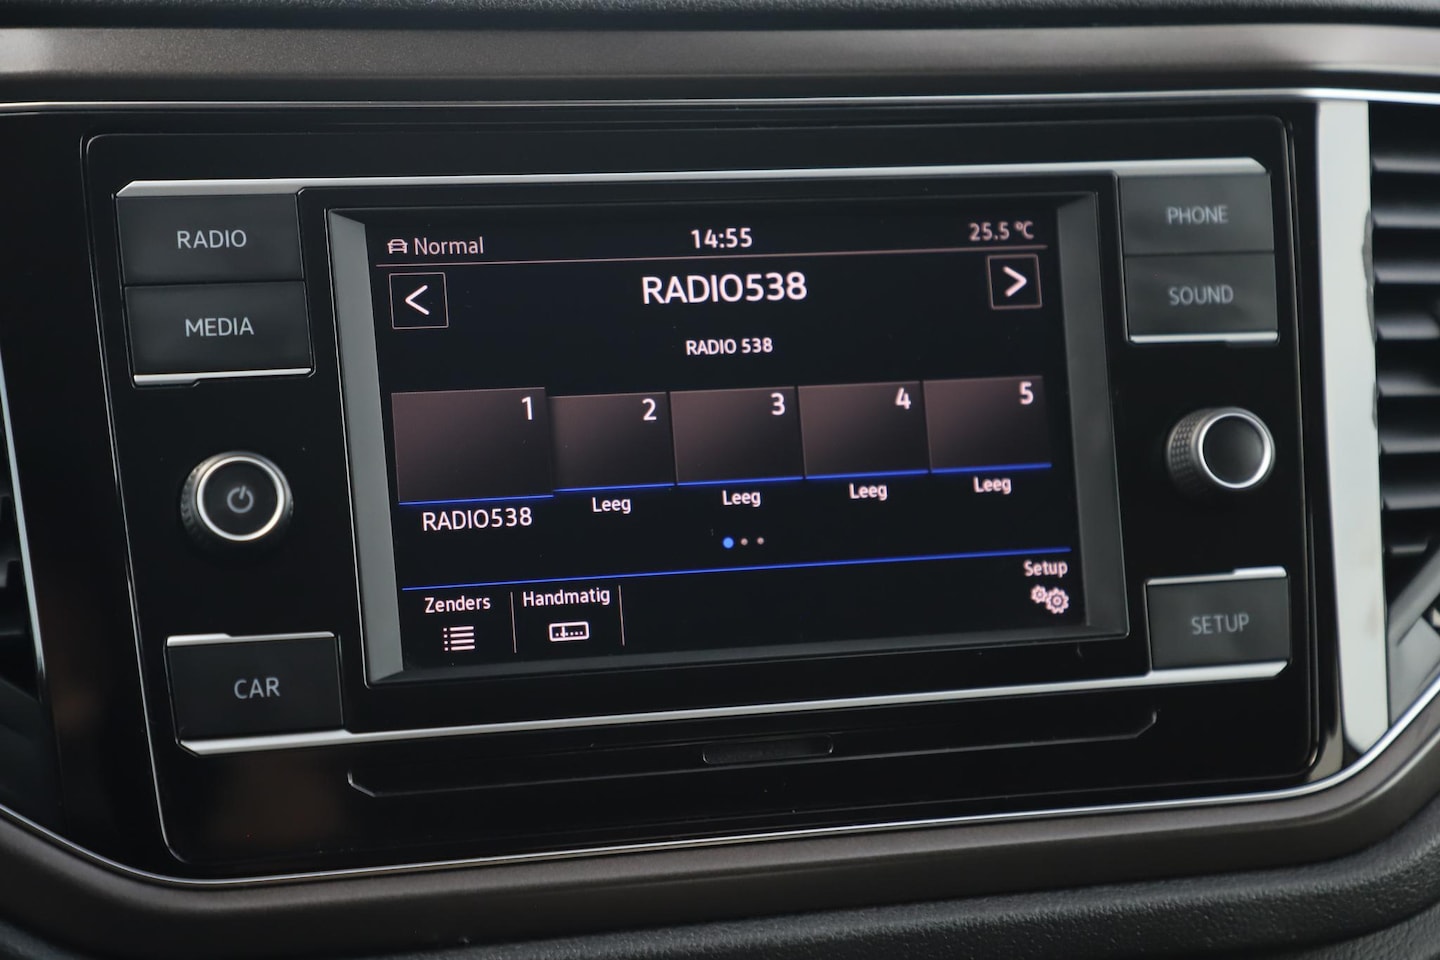 RADIO
MEDIA
CAR
Normal
14:55
25.5 °C
<
RADIO538
>
RADIO 538
1
2
3
4
5
RADIO538
Leeg
Leeg
Leeg
Leeg
Zenders
Handmatig
Setup
PHONE
SOUND
SETUP